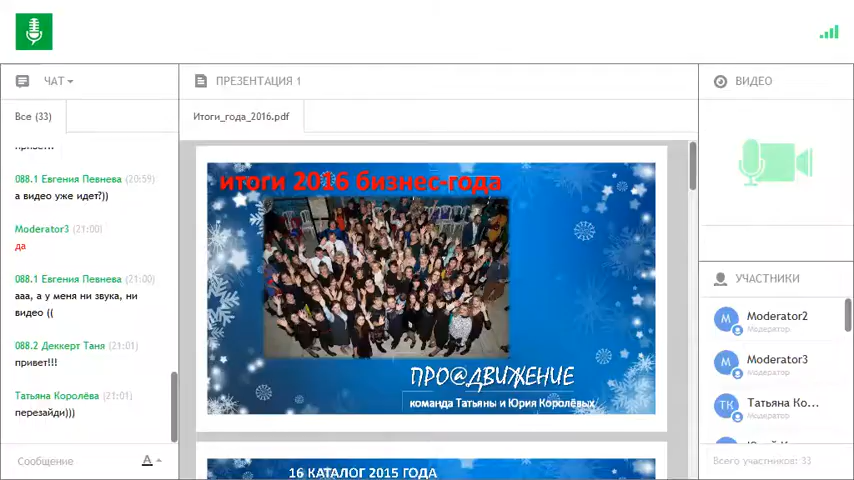 ЧАТ
Все (33)
привет!!!
088.1 Евгения Певнева (20:59)
а видео уже идет?))
Moderator3 (21:00)
да
088.1 Евгения Певнева (21:00)
ааа, а у меня ни звука, ни
видео ((
088.2 Деккерт Таня (21:01)
привет!!!
Татьяна Королёва (21:01)
перезайди)))
Сообщение
А
ПРЕЗЕНТАЦИЯ 1
Итоги_года_2016.pdf
итоги 2016 бизнес-года
ПРО@ДВИЖЕНИЕ
команда Татьяны и Юрия Королёвых
16 КАТАЛОГ 2015 ГОДА
ВИДЕО
УЧАСТНИКИ
М
Moderator2
Модератор
М
Moderator3
Модератор
ТК
Татьяна Ко...
Модератор
Всего участников: 33